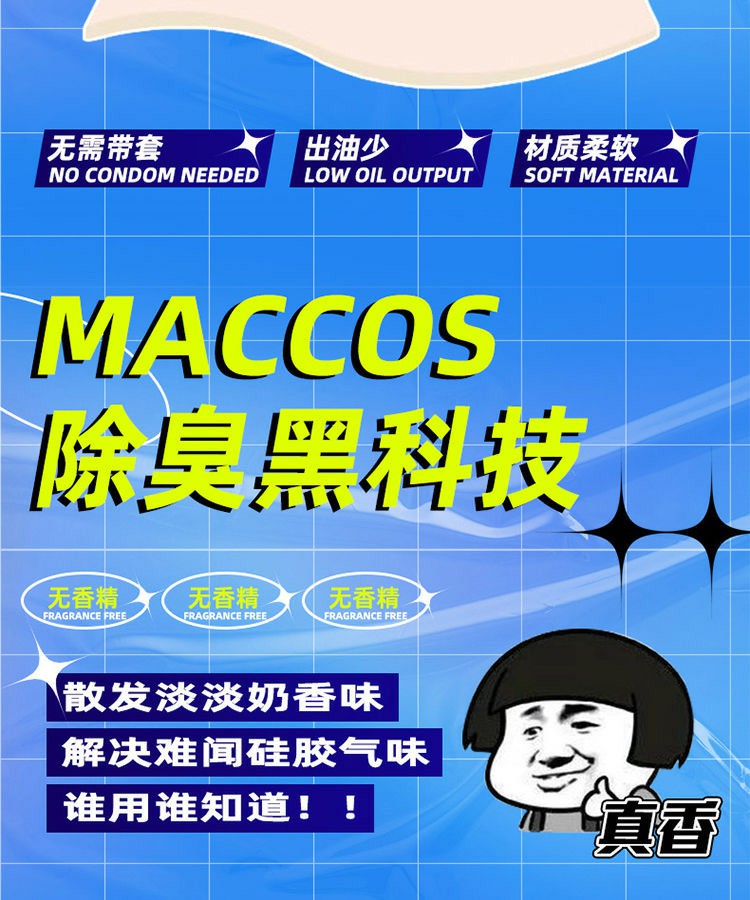 无需带套
NO CONDOM NEEDED
出油少
LOW OIL OUTPUT
材质柔软
SOFT MATERIAL
MACCOS
除臭黑科技
无香精
FRAGRANCE FREE
无香精
FRAGRANCE FREE
无香精
FRAGRANCE FREE
散发淡淡奶香味
解决难闻硅胶气味
谁用谁知道！！
真香